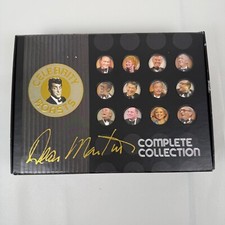 CELEBRITY
ROASTS
Dean Martin
COMPLETE
COLLECTION